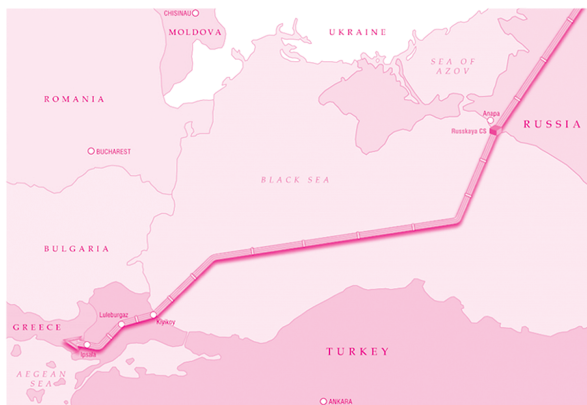 CHISINAU
MOLDOVA
UKRAINE
SEA OF
AZOV
ROMANIA
Anapa
RUSSIA
Russkaya CS
BUCHAREST
BLACK SEA
BULGARIA
Luleburgaz
Kiyikoy
GREECE
Ipsala
TURKEY
AEGEAN
SEA
ANKARA